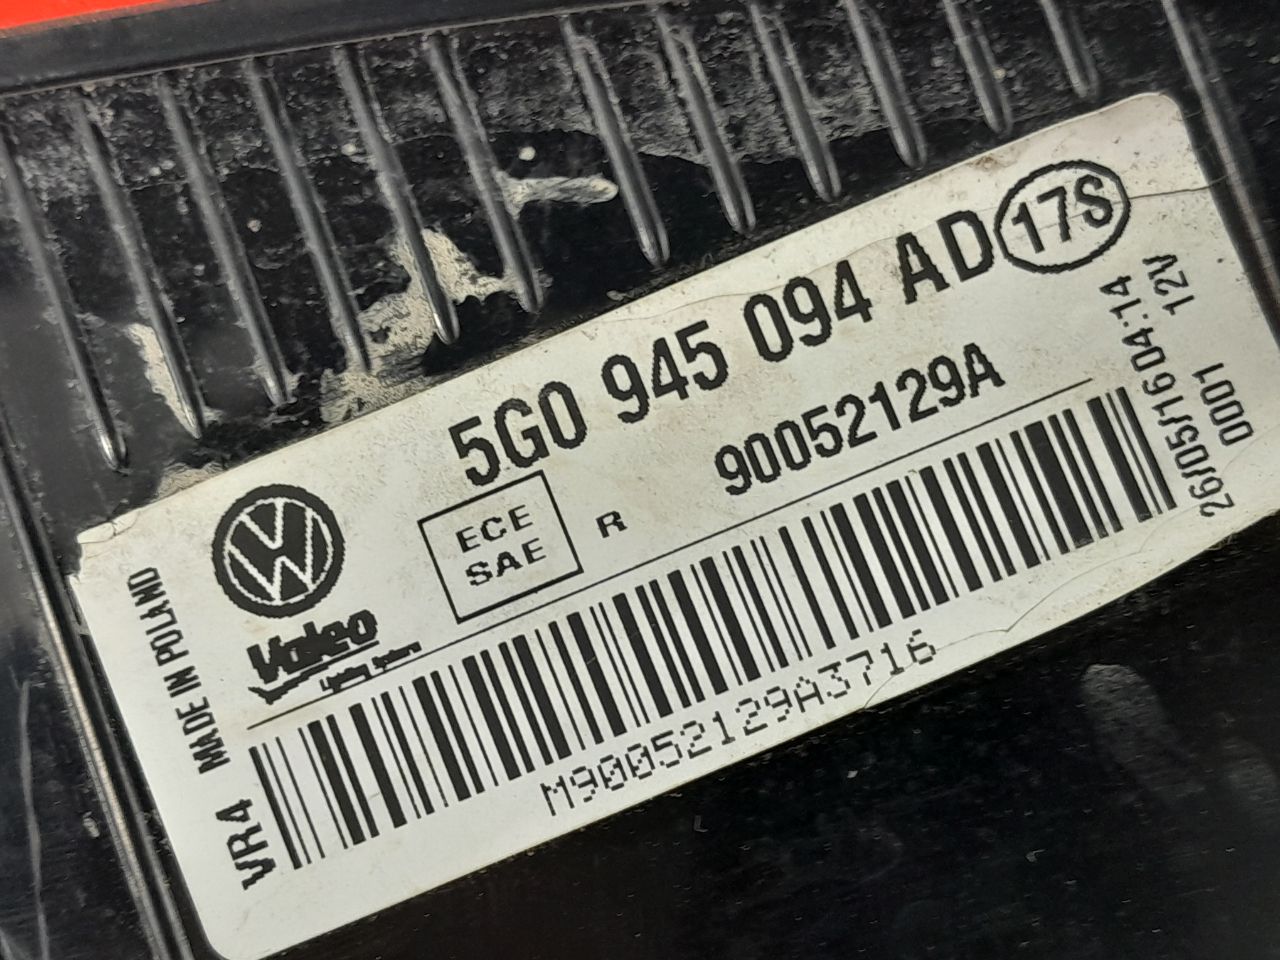 5G0 945 094 AD 17S
90052129A
ECE
SAE
R
Valeo
MADE IN POLAND
VR4
26/05/16 04:14
0001 12V
M90052129A3716